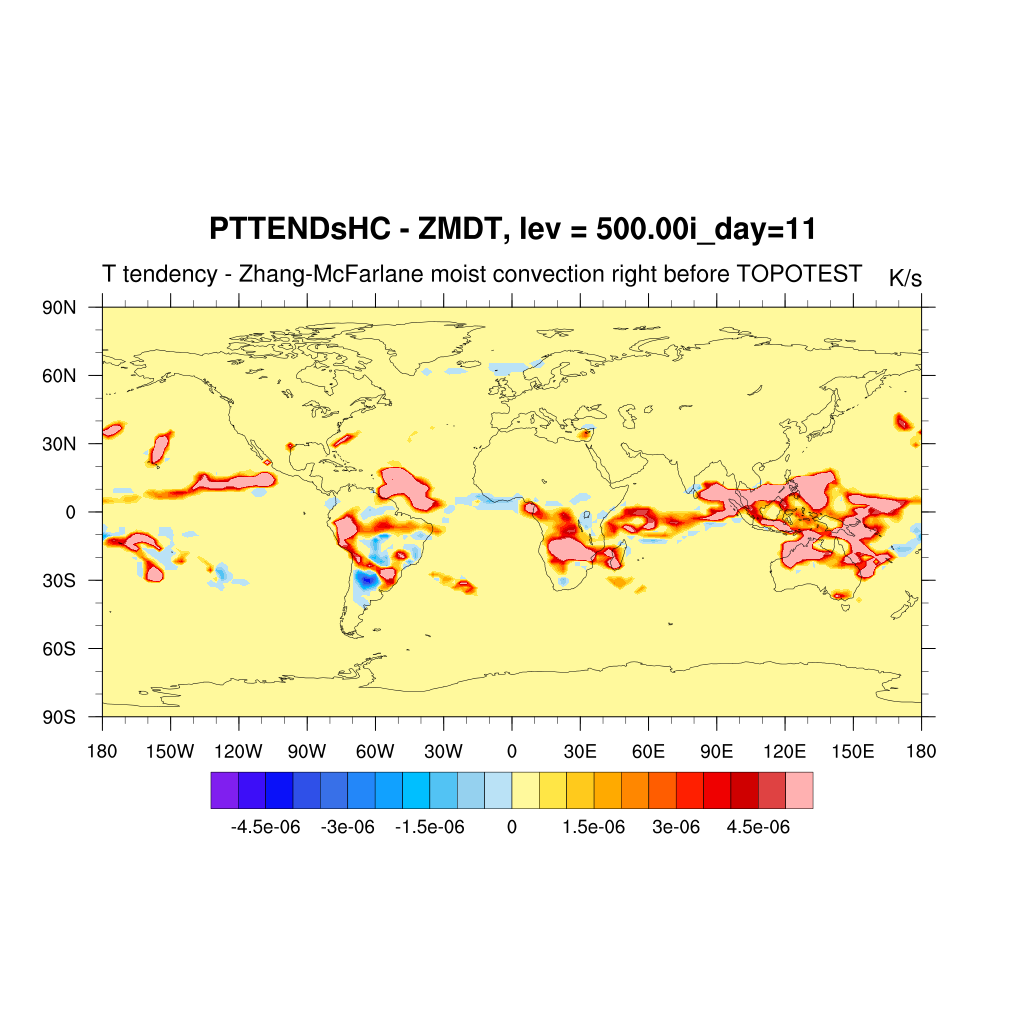 PTTENDsHC - ZMDT, lev = 500.00i_day=11
T tendency - Zhang-McFarlane moist convection right before TOPOTEST K/s
90N
60N
30N
0
30S
60S
90S
180 150W 120W 90W 60W 30W 0 30E 60E 90E 120E 150E 180
-4.5e-06 -3e-06 -1.5e-06 0 1.5e-06 3e-06 4.5e-06